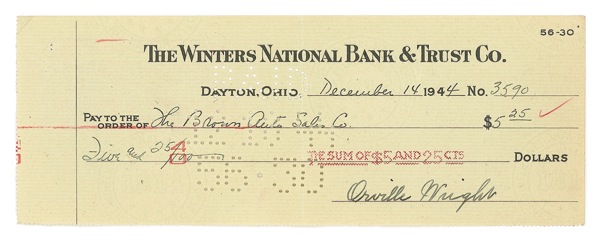 56-30
THE WINTERS NATIONAL BANK & TRUST CO.
DAYTON, OHIO, December 14 1944 NO. 3590
PAY TO THE ORDER OF The Brown Auto Sales Co. $5 25
Five and 25/100 THE SUM OF $5 AND 25 CTS DOLLARS
Orville Wright